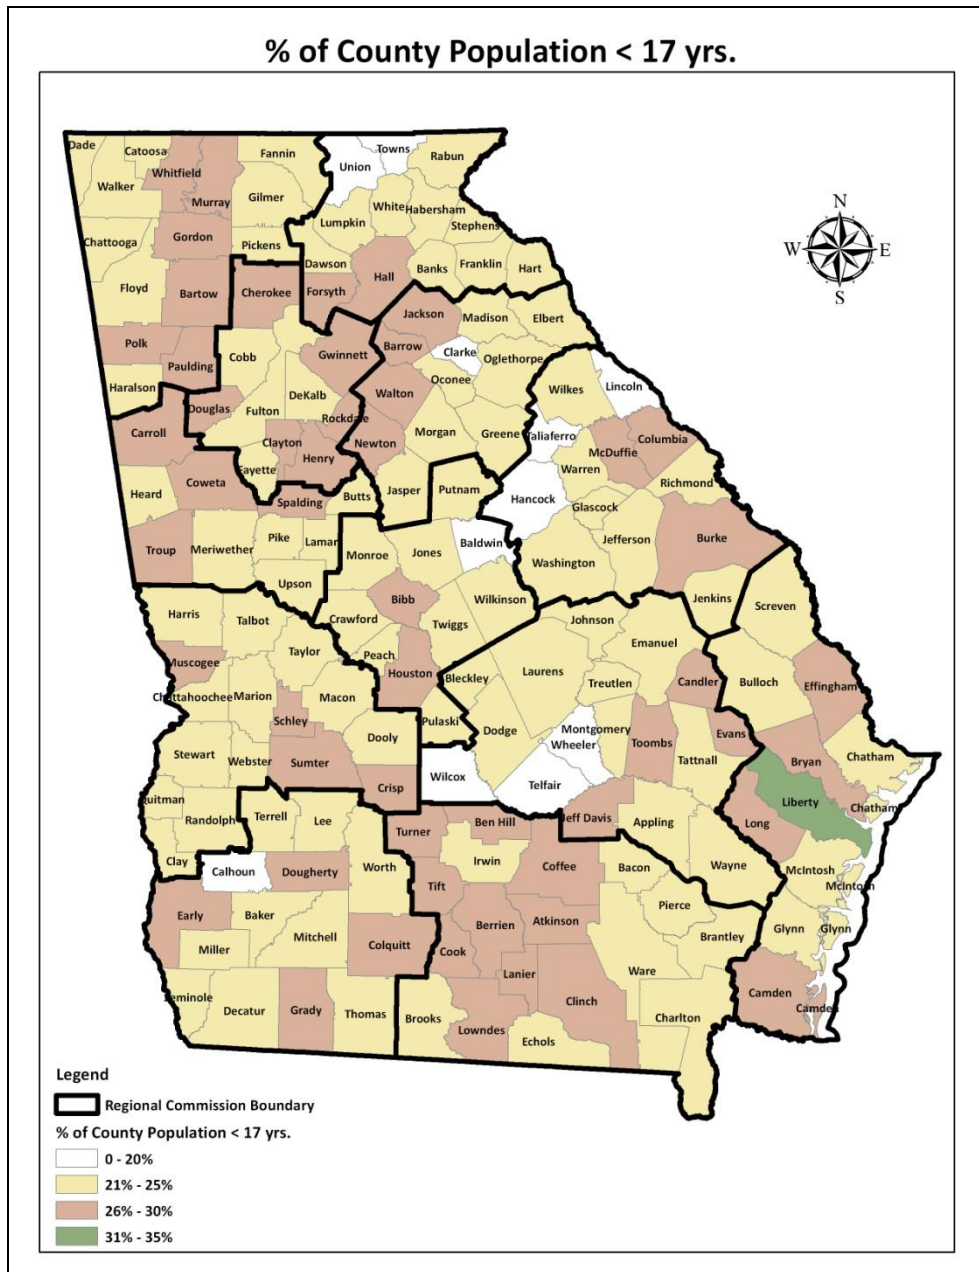 % of County Population < 17 yrs.
Dade
Catoosa
Fannin
Union
Towns
Rabun
Whitfield
Walker
Murray
Gilmer
White
Habersham
Lumpkin
Stephens
Chattooga
Gordon
Pickens
Dawson
Hall
Banks
Franklin
Hart
Floyd
Bartow
Cherokee
Forsyth
Jackson
Madison
Elbert
Polk
Paulding
Cobb
Gwinnett
Barrow
Clarke
Oglethorpe
Haralson
Douglas
Fulton
DeKalb
Walton
Oconee
Wilkes
Lincoln
Carroll
Clayton
Rockdale
Newton
Morgan
Greene
Taliaferro
McDuffie
Columbia
Fayette
Henry
Warren
Heard
Coweta
Spalding
Butts
Jasper
Putnam
Hancock
Glascock
Richmond
Troup
Meriwether
Pike
Lamar
Monroe
Jones
Baldwin
Washington
Jefferson
Burke
Upson
Bibb
Wilkinson
Jenkins
Screven
Harris
Talbot
Crawford
Twiggs
Johnson
Emanuel
Muscogee
Taylor
Peach
Houston
Bleckley
Laurens
Treutlen
Candler
Bulloch
Effingham
Chattahoochee
Marion
Macon
Schley
Pulaski
Dodge
Montgomery
Wheeler
Toombs
Evans
Tattnall
Bryan
Chatham
Stewart
Webster
Sumter
Dooly
Wilcox
Telfair
Liberty
Chatham
Quitman
Randolph
Terrell
Lee
Crisp
Turner
Ben Hill
Jeff Davis
Appling
Long
Clay
Calhoun
Dougherty
Worth
Irwin
Coffee
Bacon
Wayne
McIntosh
McIntosh
Early
Baker
Tift
Berrien
Atkinson
Pierce
Brantley
Glynn
Glynn
Miller
Mitchell
Colquitt
Cook
Lanier
Ware
Seminole
Decatur
Grady
Thomas
Brooks
Lowndes
Clinch
Echols
Charlton
Camden
Camden
N
W E
S
Legend
Regional Commission Boundary
% of County Population < 17 yrs.
0 - 20%
21% - 25%
26% - 30%
31% - 35%